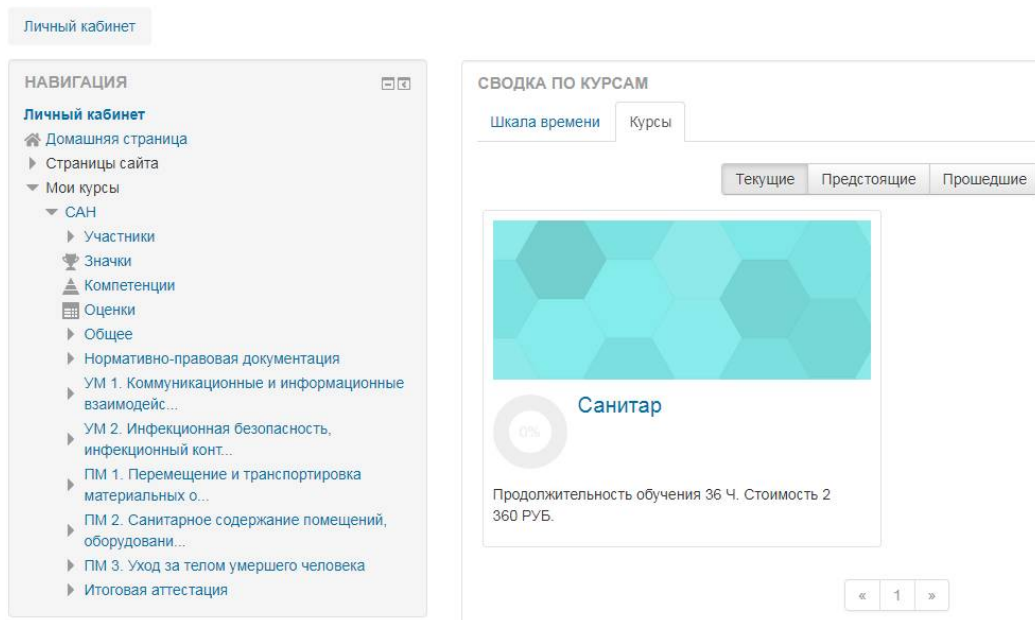 Личный кабинет
НАВИГАЦИЯ
Личный кабинет
Домашняя страница
Страницы сайта
Мои курсы
САН
Участники
Значки
Компетенции
Оценки
Общее
Нормативно-правовая документация
УМ 1. Коммуникационные и информационные
взаимодейс...
УМ 2. Инфекционная безопасность,
инфекционный конт...
ПМ 1. Перемещение и транспортировка
материальных о...
ПМ 2. Санитарное содержание помещений,
оборудовани...
ПМ 3. Уход за телом умершего человека
Итоговая аттестация
СВОДКА ПО КУРСАМ
Шкала времени Курсы
Текущие Предстоящие Прошедшие
Санитар
0%
Продолжительность обучения 36 Ч. Стоимость 2
360 РУБ.
« 1 »